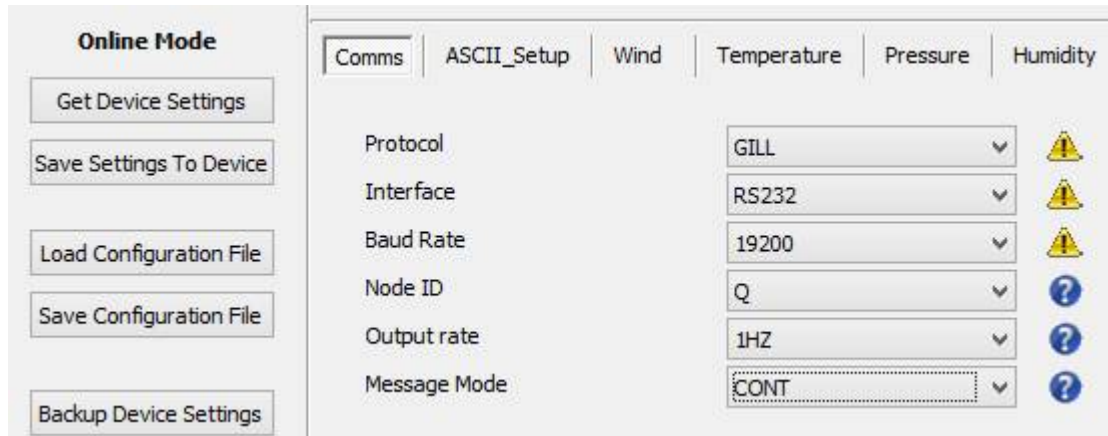 Online Mode
Get Device Settings
Save Settings To Device
Load Configuration File
Save Configuration File
Backup Device Settings
Comms ASCII_Setup Wind Temperature Pressure Humidity
Protocol GILL
Interface RS232
Baud Rate 19200
Node ID Q
Output rate 1HZ
Message Mode CONT